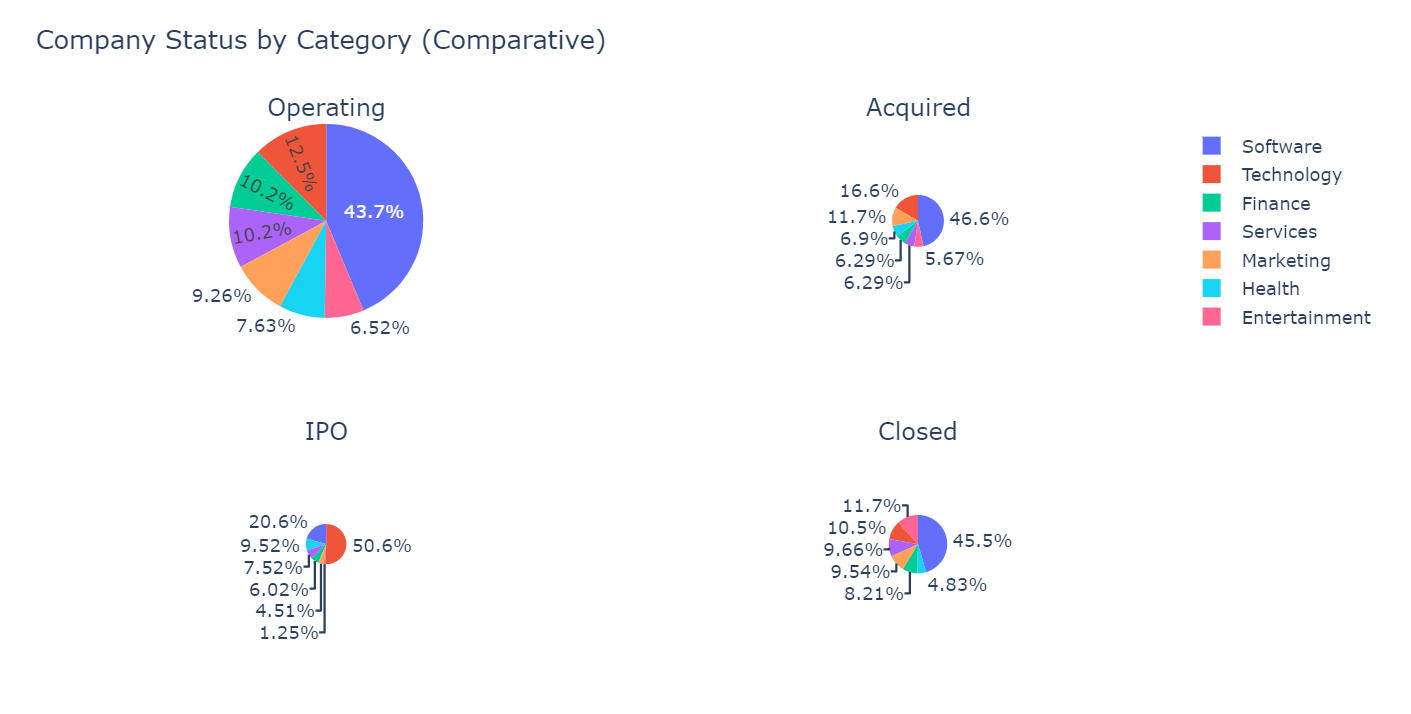 Company Status by Category (Comparative)
Operating
12.5%
10.2%
43.7%
10.2%
9.26%
7.63%
6.52%
Acquired
16.6%
11.7%
46.6%
6.9%
6.29%
5.67%
6.29%
Software
Technology
Finance
Services
Marketing
Health
Entertainment
IPO
20.6%
9.52%
50.6%
7.52%
6.02%
4.51%
1.25%
Closed
11.7%
10.5%
45.5%
9.66%
9.54%
4.83%
8.21%